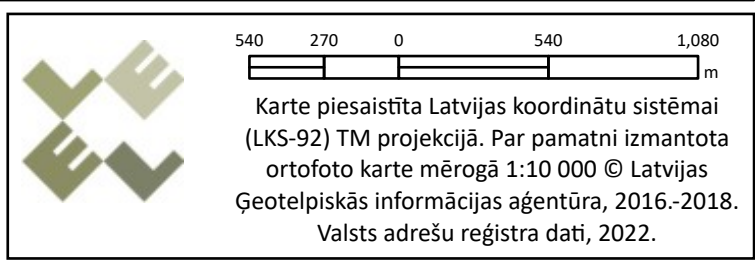 540 270 0 540 1,080
m
Karte piesaistīta Latvijas koordinātu sistēmai
(LKS-92) TM projekcijā. Par pamatni izmantota
ortofoto karte mērogā 1:10 000 © Latvijas
Ģeotelpiskās informācijas aģentūra, 2016.-2018.
Valsts adrešu reģistra dati, 2022.